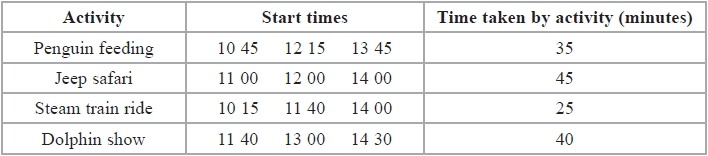 Activity Start times Time taken by activity (minutes)
Penguin feeding 10 45 12 15 13 45 35
Jeep safari 11 00 12 00 14 00 45
Steam train ride 10 15 11 40 14 00 25
Dolphin show 11 40 13 00 14 30 40